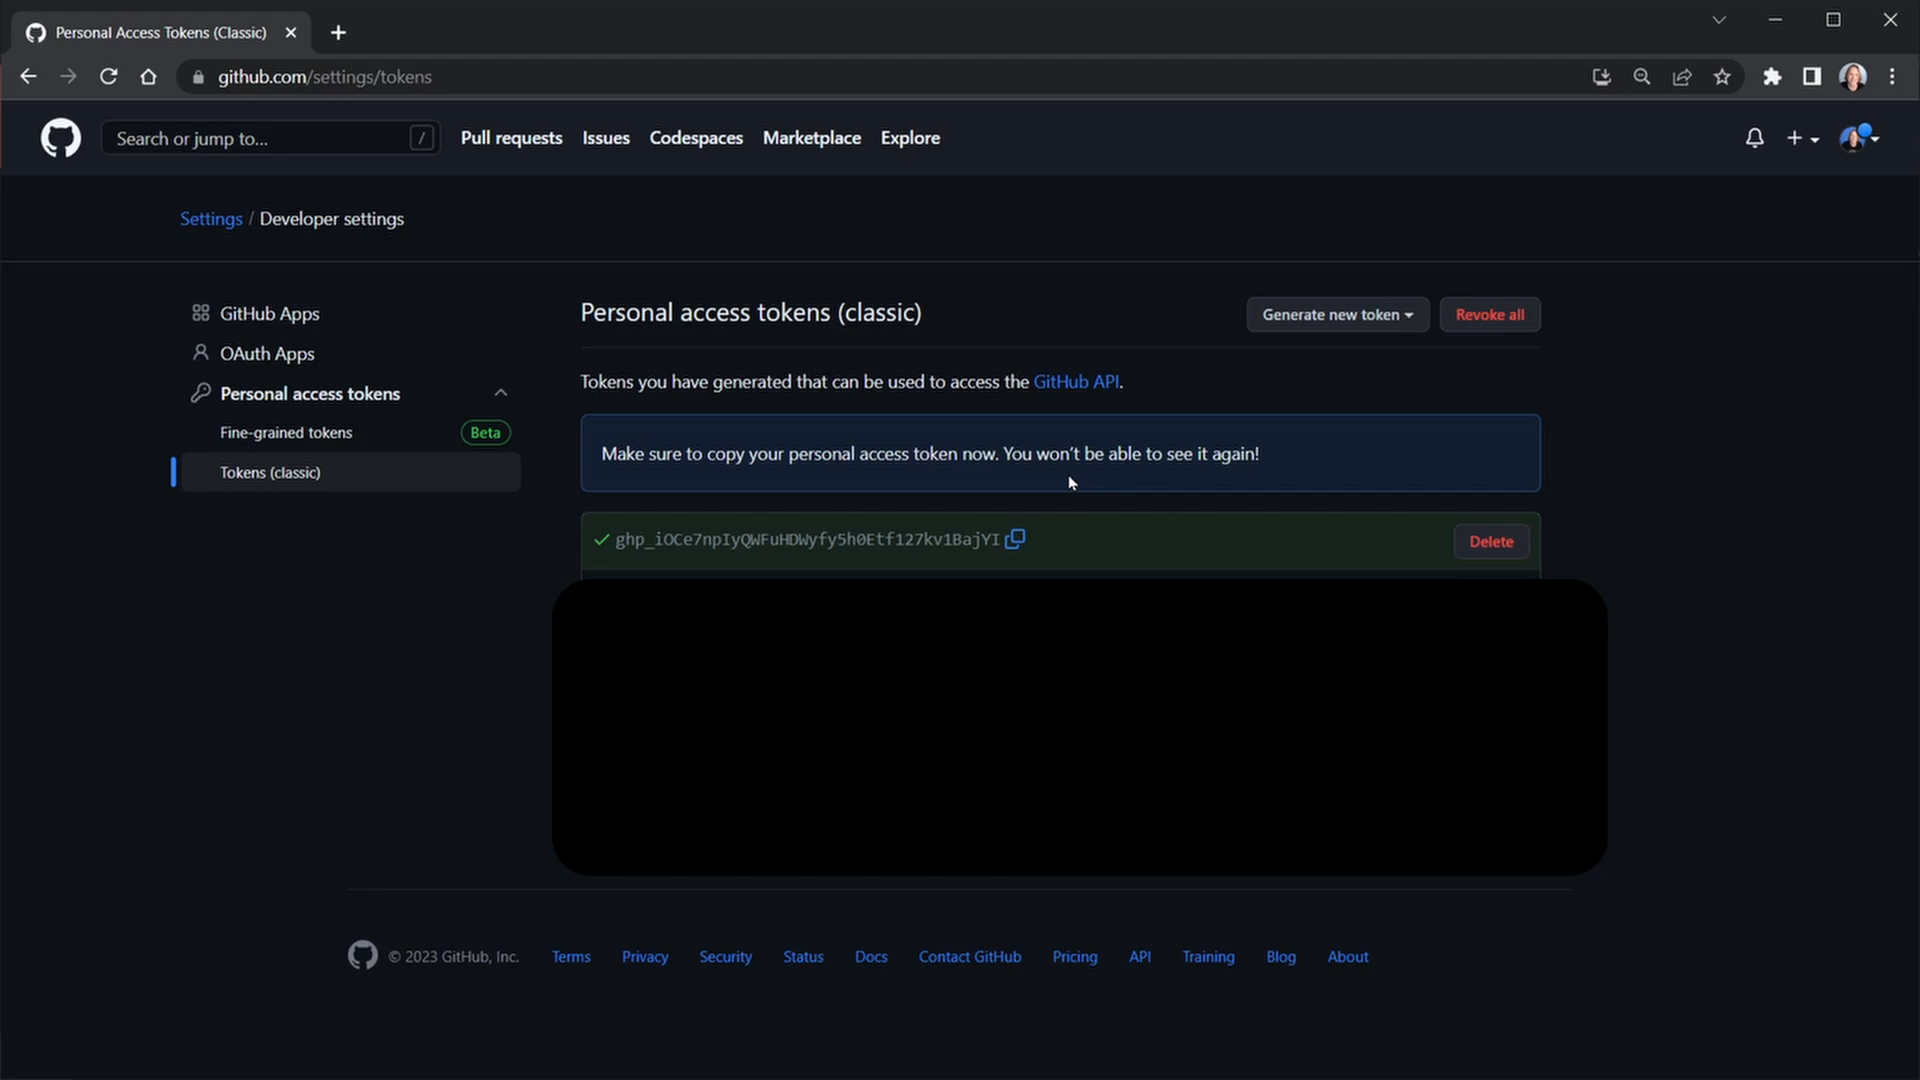 Personal Access Tokens (Classic)
github.com/settings/tokens
Search or jump to... /
Pull requests Issues Codespaces Marketplace Explore
Settings / Developer settings
GitHub Apps
OAuth Apps
Personal access tokens
Fine-grained tokens Beta
Tokens (classic)
Personal access tokens (classic)
Generate new token
Revoke all
Tokens you have generated that can be used to access the GitHub API.
Make sure to copy your personal access token now. You won’t be able to see it again!
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
Delete
© 2023 GitHub, Inc. Terms Privacy Security Status Docs Contact GitHub Pricing API Training Blog About